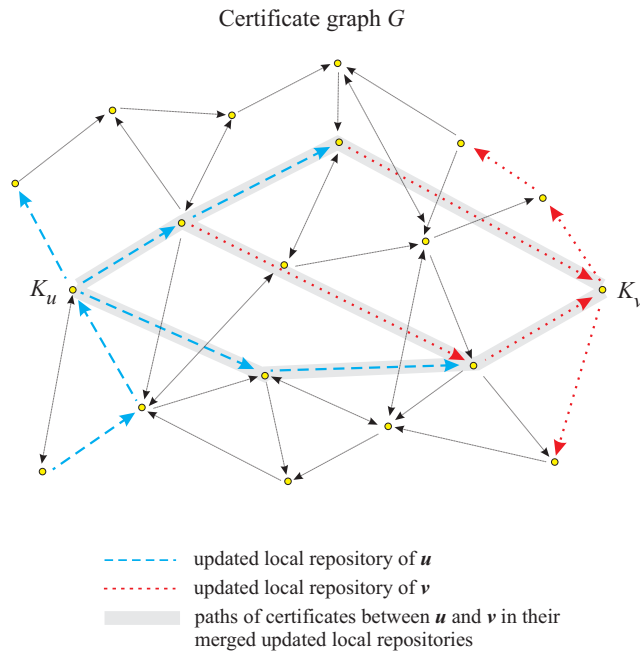 Certificate graph G
K_u
K_v
updated local repository of u
updated local repository of v
paths of certificates between u and v in their
merged updated local repositories